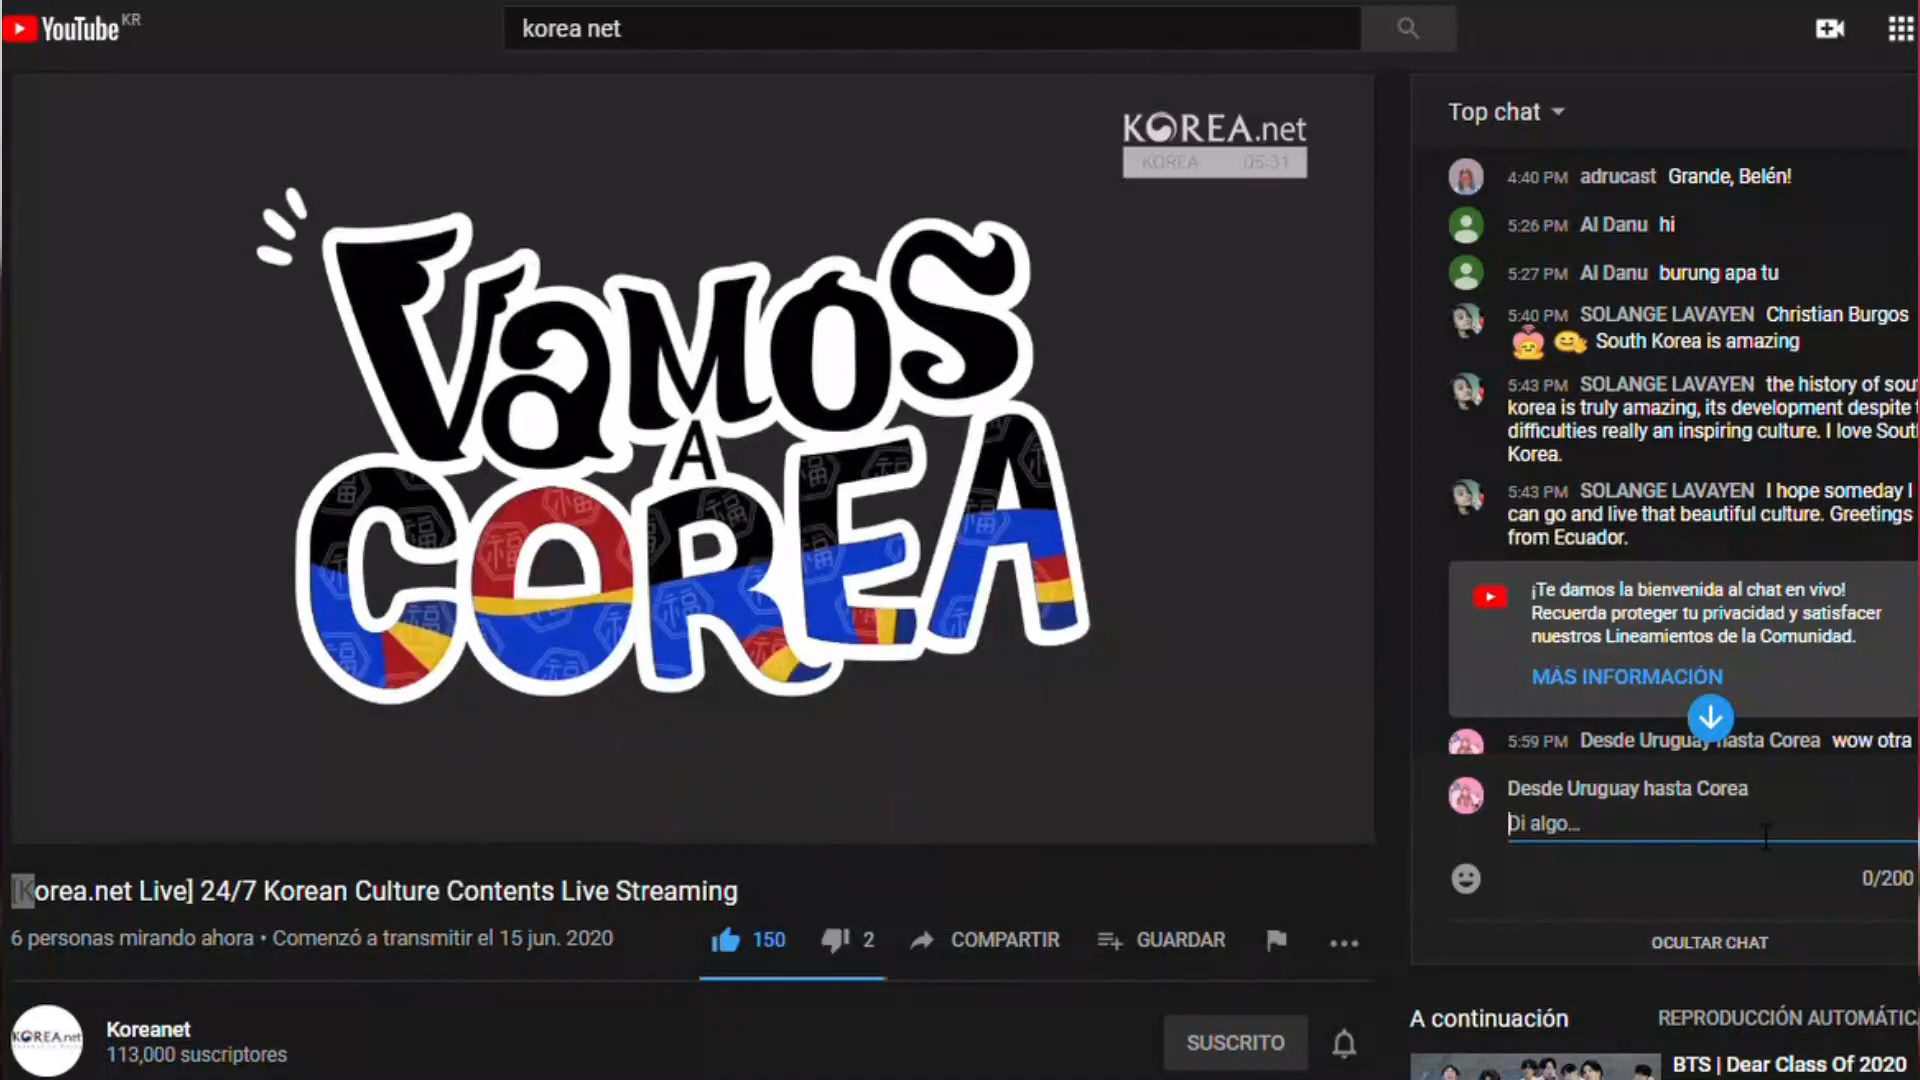 YouTube KR
korea net
KOREA.net
KOREA 05:31
VaMOS
A
COREA
[Korea.net Live] 24/7 Korean Culture Contents Live Streaming
6 personas mirando ahora • Comenzó a transmitir el 15 jun. 2020
150
2
COMPARTIR
GUARDAR
KOREA.net
Koreanet
113,000 suscriptores
SUSCRITO
Top chat
4:40 PM adrucast Grande, Belén!
5:26 PM Al Danu hi
5:27 PM Al Danu burung apa tu
5:40 PM SOLANGE LAVAYEN Christian Burgos
South Korea is amazing
5:43 PM SOLANGE LAVAYEN the history of sou
korea is truly amazing, its development despite
difficulties really an inspiring culture. I love Sout
Korea.
5:43 PM SOLANGE LAVAYEN I hope someday I
can go and live that beautiful culture. Greetings
from Ecuador.
¡Te damos la bienvenida al chat en vivo!
Recuerda proteger tu privacidad y satisfacer
nuestros Lineamientos de la Comunidad.
MÁS INFORMACIÓN
5:59 PM Desde Uruguay hasta Corea wow otra
Desde Uruguay hasta Corea
Di algo...
0/200
OCULTAR CHAT
A continuación
REPRODUCCIÓN AUTOMÁTIC
BTS | Dear Class Of 2020